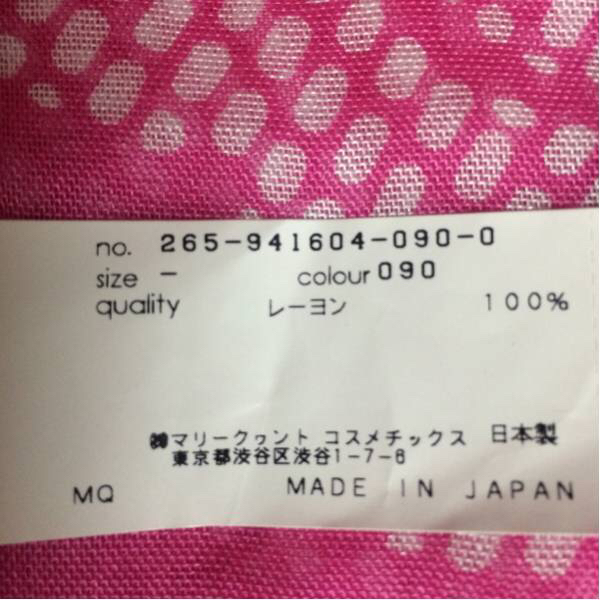 no. 265-941604-090-0
size - colour 090
quality レーヨン 100%
㈱マリークヮント コスメチックス 日本製
東京都渋谷区渋谷1-7-6
MQ MADE IN JAPAN